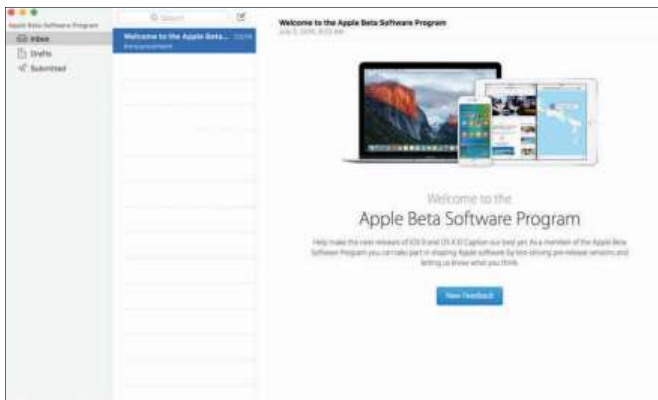 Apple Beta Software Program
Inbox
Drafts
Submitted
Search
Welcome to the Apple Beta...
Announcement
Welcome to the Apple Beta Software Program
Welcome to the
Apple Beta Software Program
Help make the next release of iOS 9 and OS X El Capitan our best yet. As a member of the Apple Beta
Software Program you can take part in shaping Apple software by test-driving pre-release versions and
letting us know what you think.
New Feedback